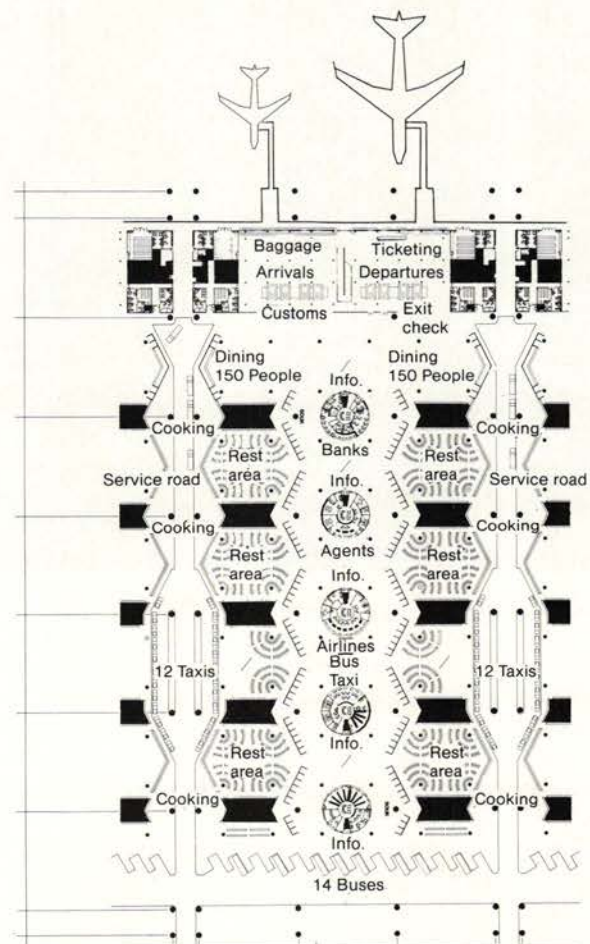 Baggage Ticketing
Arrivals Departures
Customs Exit
check
Dining Dining
150 People Info. 150 People
Cooking Cooking
Rest Banks Rest
area area
Service road Info. Service road
Cooking Cooking
Rest Agents Rest
area Info. area
Airlines
Bus
12 Taxis Taxi 12 Taxis
Rest Info. Rest
area area
Cooking Cooking
Info.
14 Buses